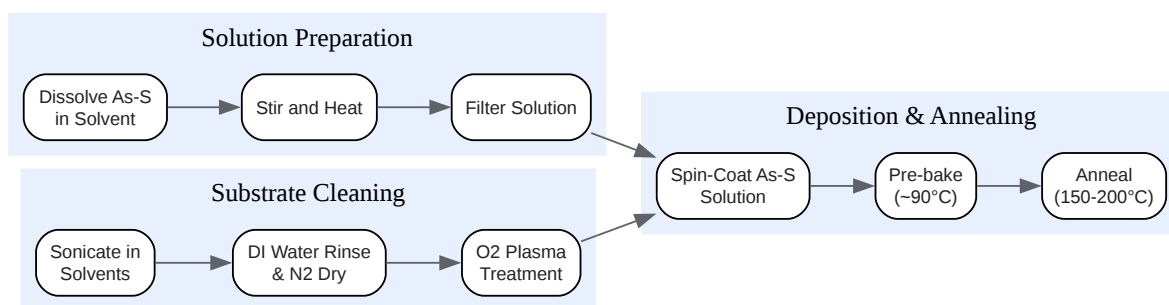 Solution Preparation
Dissolve As-S
in Solvent
Stir and Heat
Filter Solution
Substrate Cleaning
Sonicate in
Solvents
DI Water Rinse
& N2 Dry
O2 Plasma
Treatment
Deposition & Annealing
Spin-Coat As-S
Solution
Pre-bake
(~90°C)
Anneal
(150-200°C)